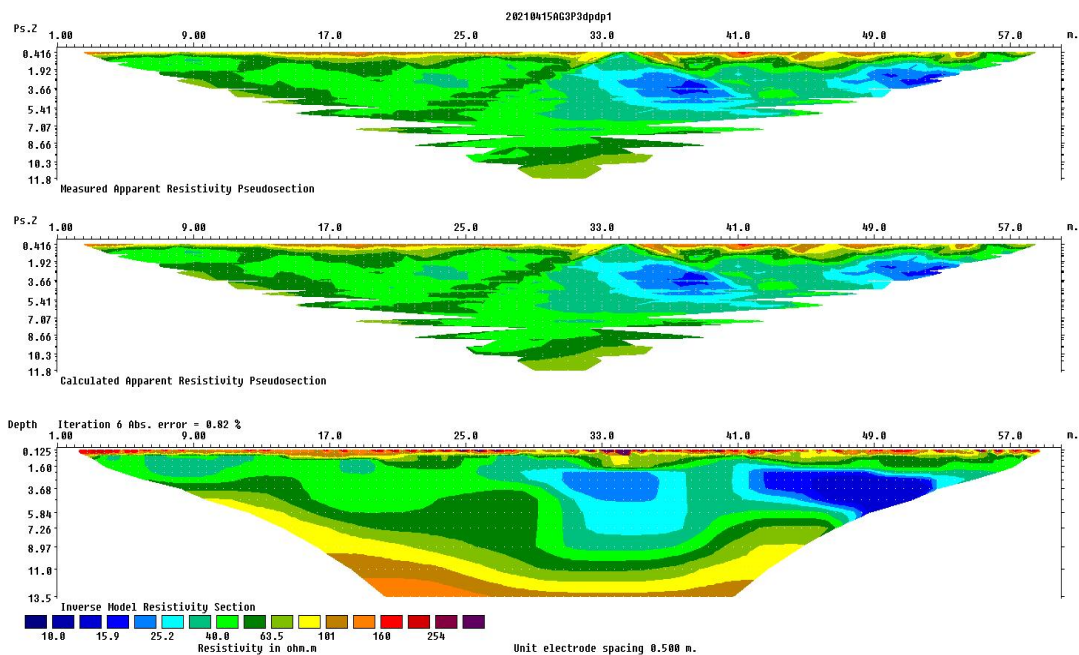 20210415AG3P3dpdp1
Ps.Z 1.00 9.00 17.0 25.0 33.0 41.0 49.0 57.0 m.
0.416
1.92
3.66
5.41
7.07
8.66
10.3
11.8
Measured Apparent Resistivity Pseudosection
Ps.Z 1.00 9.00 17.0 25.0 33.0 41.0 49.0 57.0 m.
0.416
1.92
3.66
5.41
7.07
8.66
10.3
11.8
Calculated Apparent Resistivity Pseudosection
Depth Iteration 6 Abs. error = 0.82 %
1.00 9.00 17.0 25.0 33.0 41.0 49.0 57.0 m.
0.125
1.60
3.68
5.84
7.26
8.97
11.0
13.5
Inverse Model Resistivity Section
10.0 15.9 25.2 40.0 63.5 101 160 254
Resistivity in ohm.m Unit electrode spacing 0.500 m.